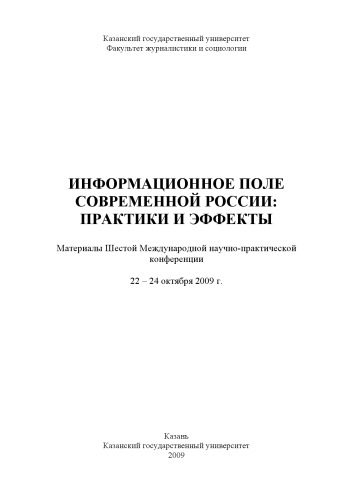 Казанский государственный университет
Факультет журналистики и социологии
ИНФОРМАЦИОННОЕ ПОЛЕ
СОВРЕМЕННОЙ РОССИИ:
ПРАКТИКИ И ЭФФЕКТЫ
Материалы Шестой Международной научно-практической
конференции
22 – 24 октября 2009 г.
Казань
Казанский государственный университет
2009